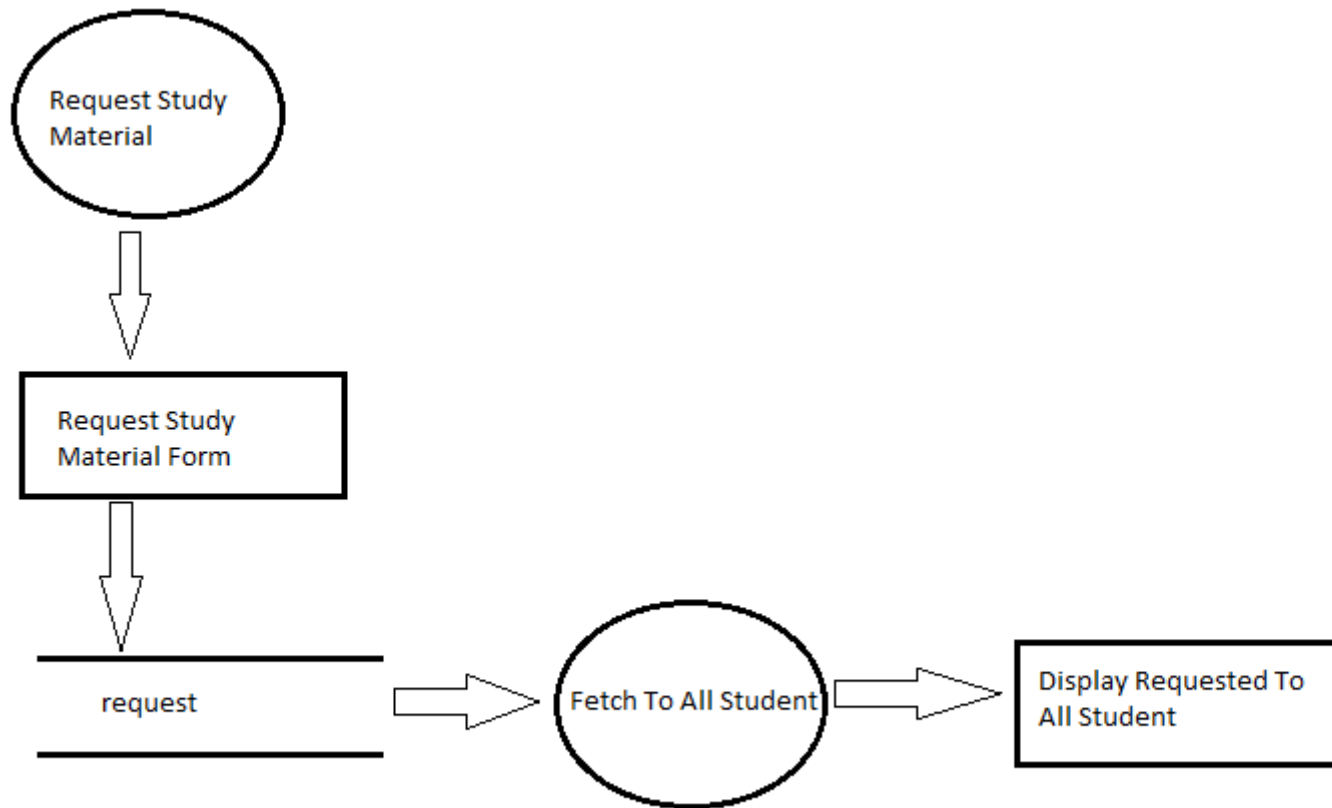 Request Study
Material
Request Study
Material Form
request
Fetch To All Student
Display Requested To
All Student